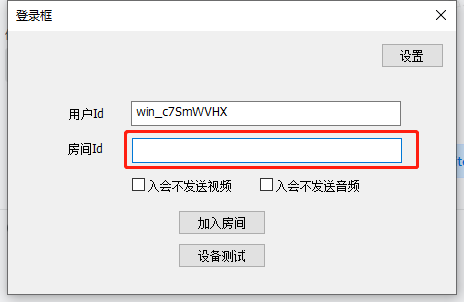 登录框
设置
用户Id win_c7SmWVHX
房间Id
入会不发送视频 入会不发送音频
加入房间
设备测试